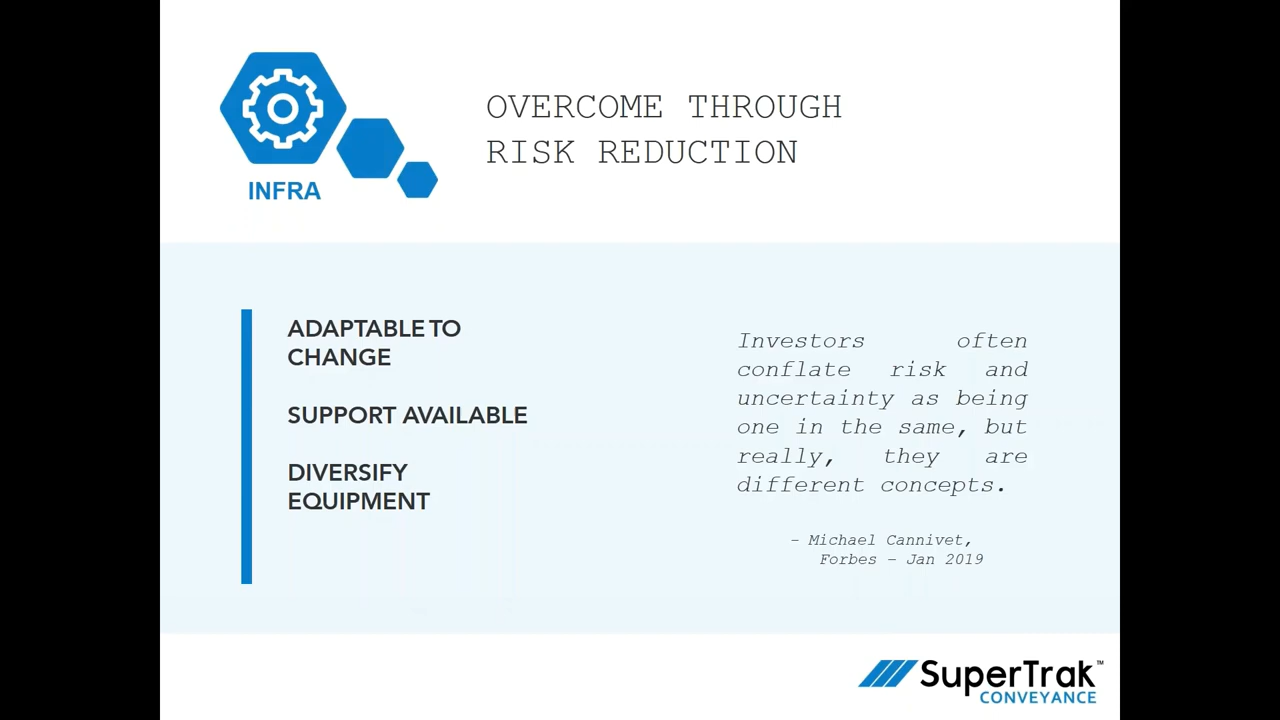 OVERCOME THROUGH
RISK REDUCTION
INFRA
ADAPTABLE TO
CHANGE
SUPPORT AVAILABLE
DIVERSIFY
EQUIPMENT
Investors often
conflate risk and
uncertainty as being
one in the same, but
really, they are
different concepts.
- Michael Cannivet,
Forbes – Jan 2019
SuperTrak™
CONVEYANCE